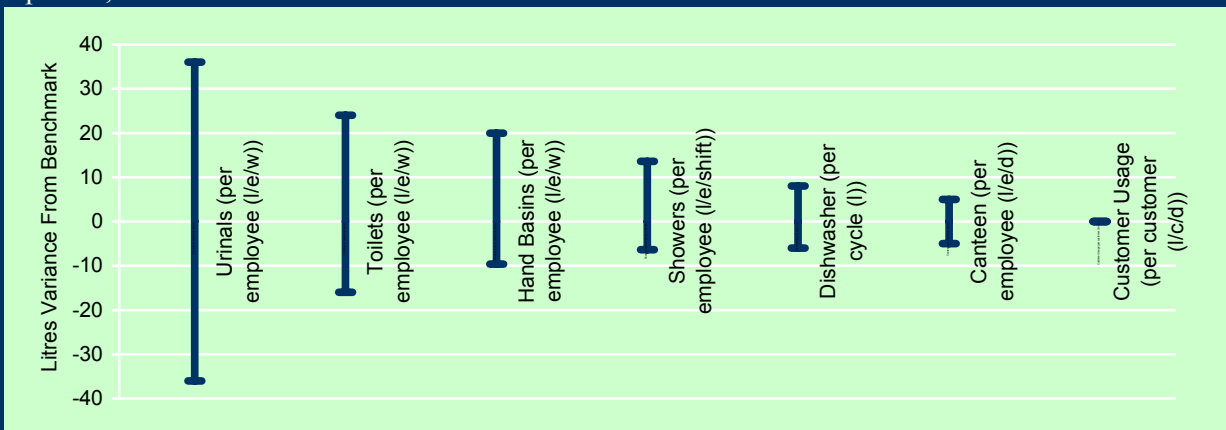 Litres Variance From Benchmark
40
30
20
10
0
-10
-20
-30
-40
Urinals (per
employee (l/e/w))
Toilets (per
employee (l/e/w))
Hand Basins (per
employee (l/e/w))
Showers (per
employee (l/e/shift))
Dishwasher (per
cycle (l))
Canteen (per
employee (l/e/d))
Customer Usage
(per customer
(l/c/d))